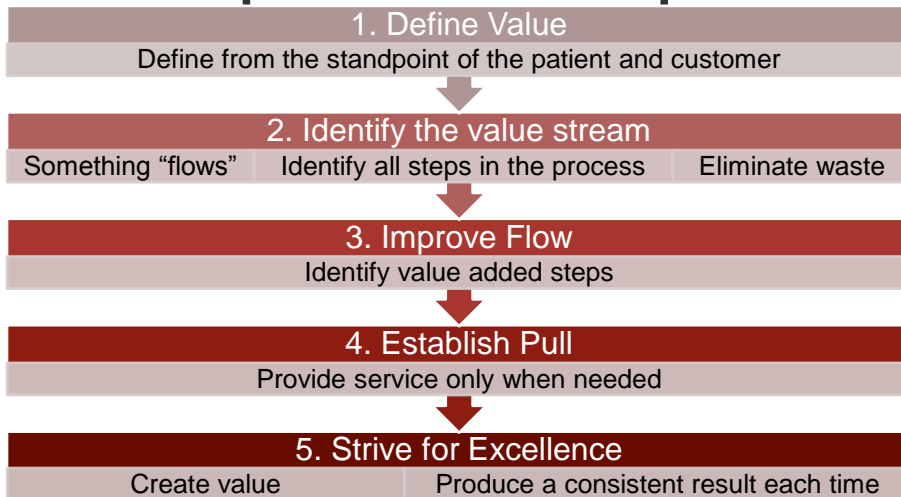 1. Define Value
Define from the standpoint of the patient and customer
2. Identify the value stream
Something “flows” Identify all steps in the process Eliminate waste
3. Improve Flow
Identify value added steps
4. Establish Pull
Provide service only when needed
5. Strive for Excellence
Create value Produce a consistent result each time